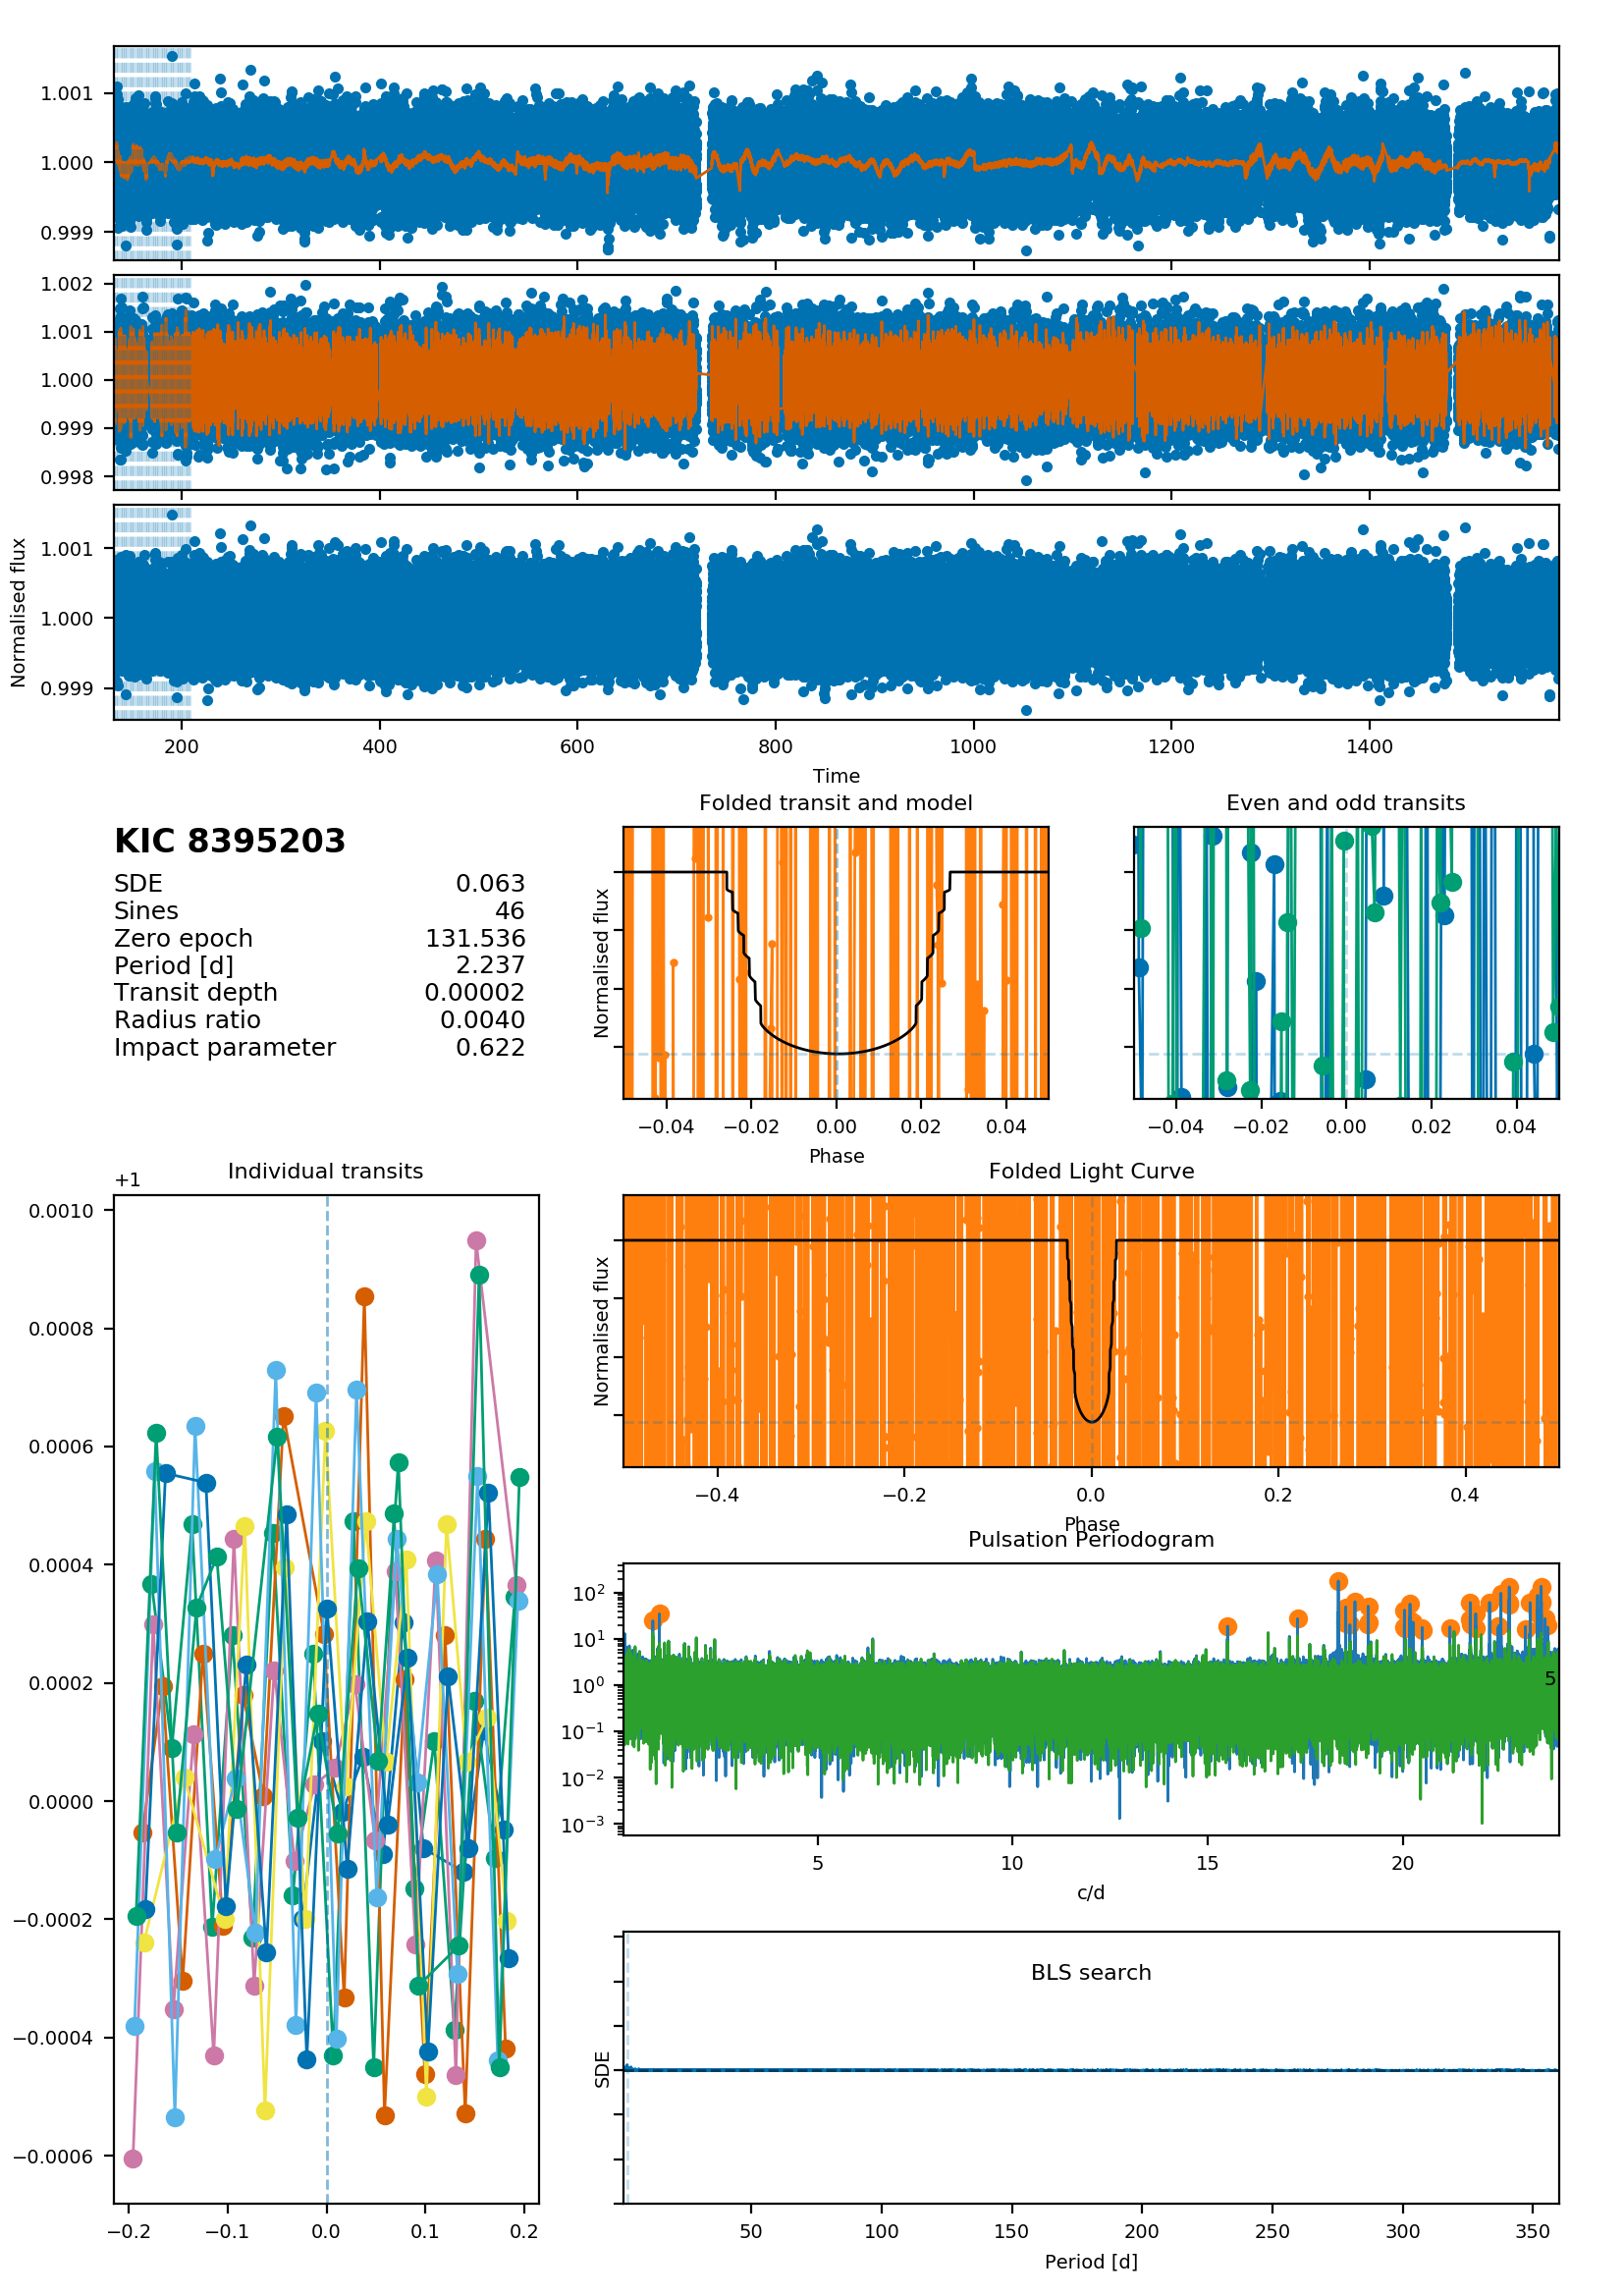 1.001
1.000
0.999
1.002
1.001
1.000
0.999
0.998
1.001
1.000
0.999
Normalised flux
200 400 600 800 1000 1200 1400
Time
KIC 8395203
SDE 0.063
Sines 46
Zero epoch 131.536
Period [d] 2.237
Transit depth 0.00002
Radius ratio 0.0040
Impact parameter 0.622
Folded transit and model
Normalised flux
−0.04 −0.02 0.00 0.02 0.04
Phase
Even and odd transits
−0.04 −0.02 0.00 0.02 0.04
Individual transits
+1
0.0010
0.0008
0.0006
0.0004
0.0002
0.0000
−0.0002
−0.0004
−0.0006
−0.2 −0.1 0.0 0.1 0.2
Folded Light Curve
Normalised flux
−0.4 −0.2 0.0 0.2 0.4
Phase
Pulsation Periodogram
10²
10¹
10⁰
10⁻¹
10⁻²
10⁻³
5
5 10 15 20
c/d
BLS search
SDE
50 100 150 200 250 300 350
Period [d]